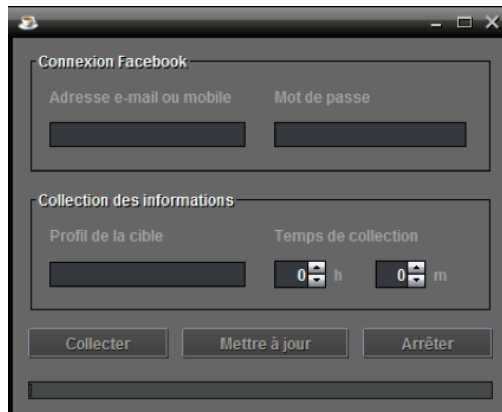 Connexion Facebook
Adresse e-mail ou mobile Mot de passe
Collection des informations
Profil de la cible Temps de collection
0 h 0 m
Collecter Mettre à jour Arrêter